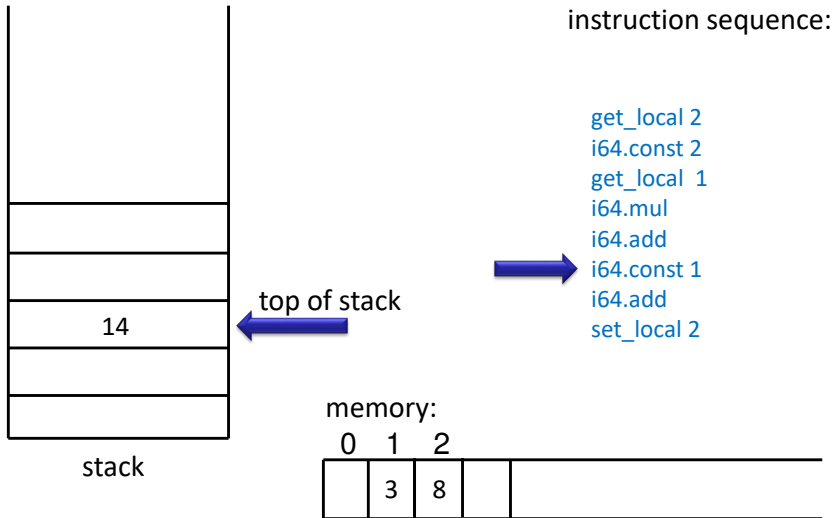 instruction sequence:
get_local 2
i64.const 2
get_local 1
i64.mul
i64.add
i64.const 1
i64.add
set_local 2
top of stack
14
stack
memory:
0 1 2
3 8